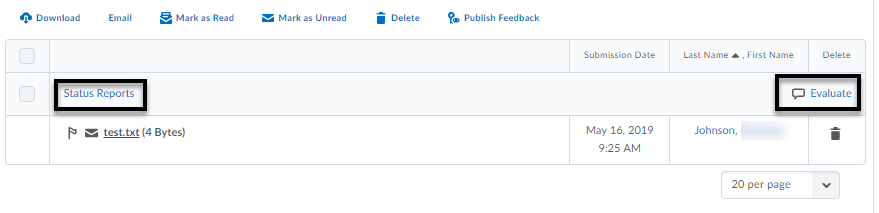 Download Email Mark as Read Mark as Unread Delete Publish Feedback
Submission Date Last Name , First Name Delete
Status Reports Evaluate
test.txt (4 Bytes) May 16, 2019 Johnson,
9:25 AM
20 per page